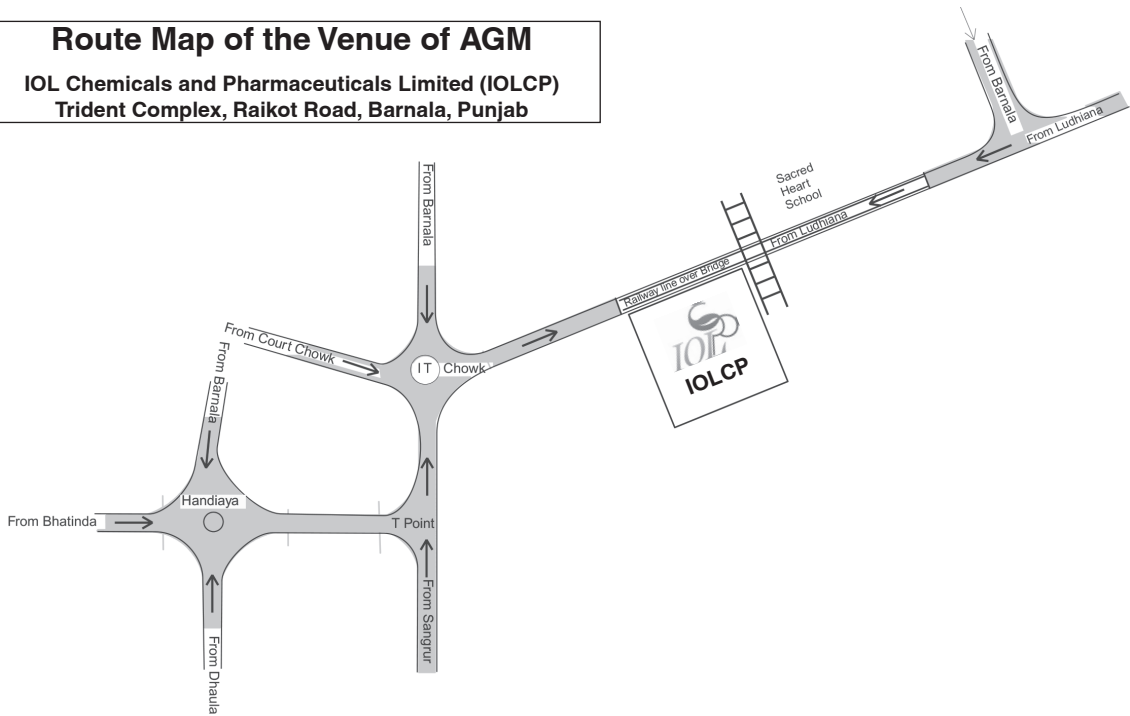 Route Map of the Venue of AGM
IOL Chemicals and Pharmaceuticals Limited (IOLCP)
Trident Complex, Raikot Road, Barnala, Punjab
From Barnala
From Ludhiana
Sacred
Heart
School
From Ludhiana
Railway line over Bridge
From Barnala
IOL
IOLCP
From Court Chowk
I T Chowk
From Barnala
Handiaya
From Bhatinda
T Point
From Sangrur
From Dhaula